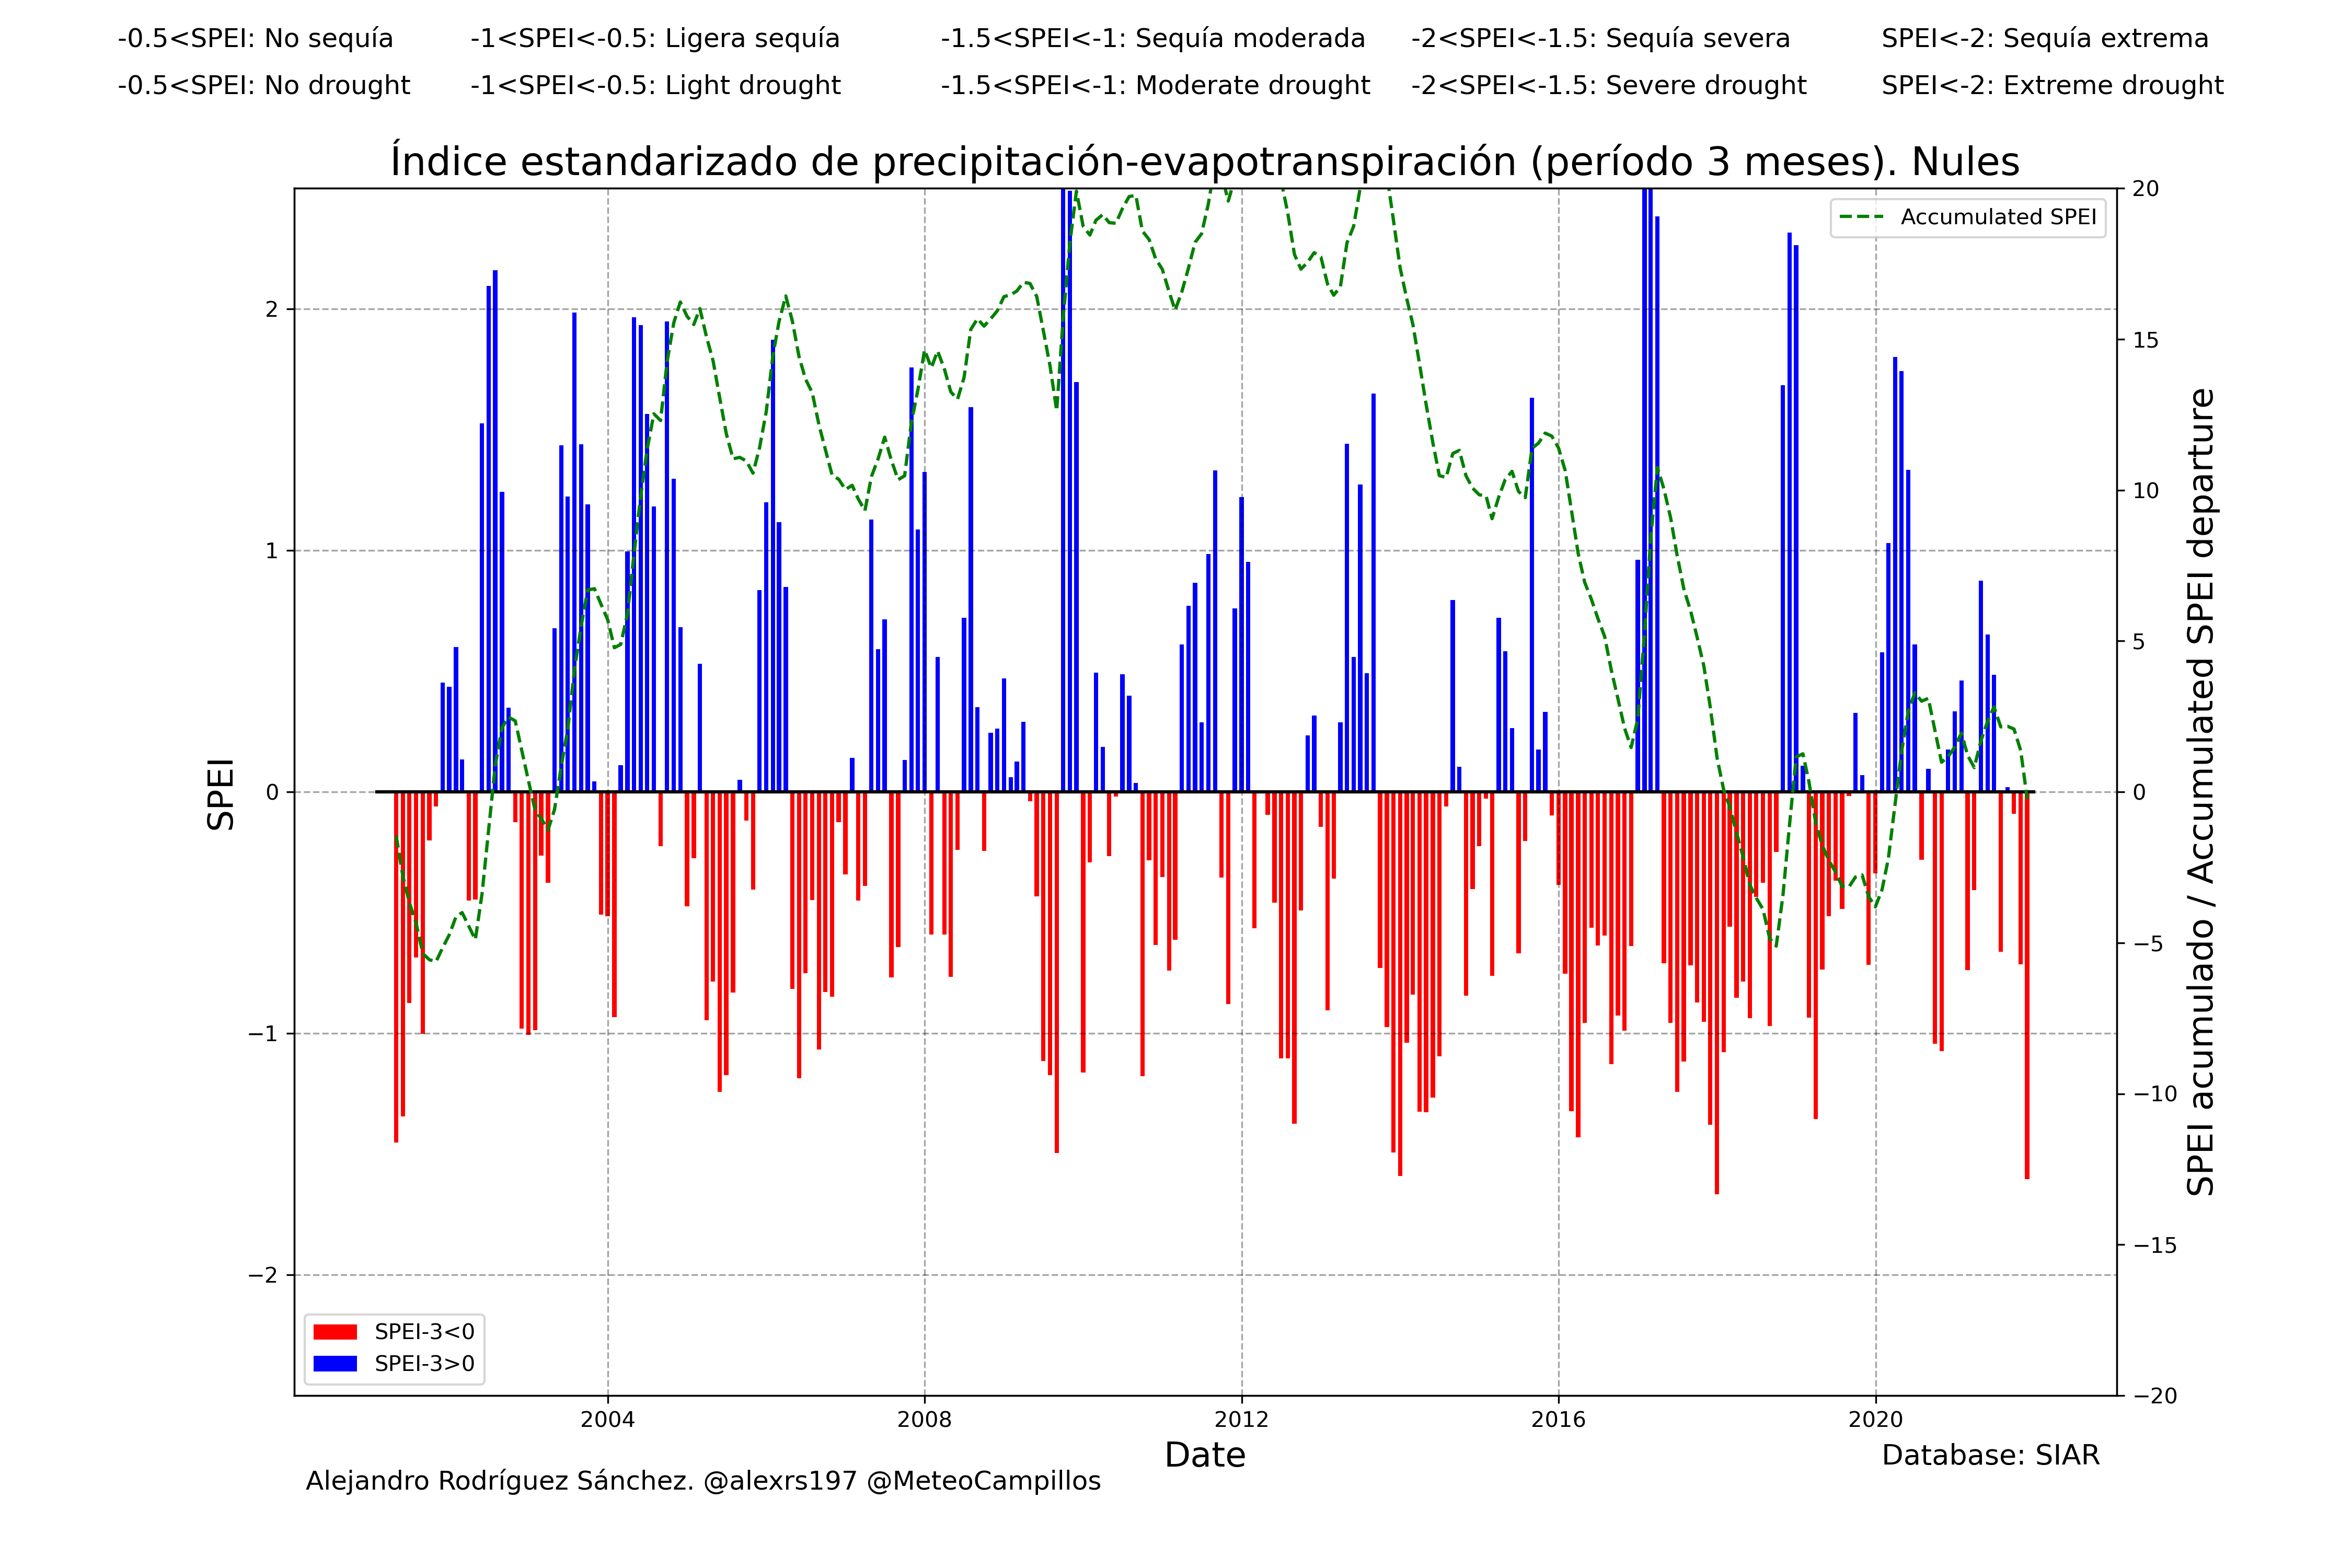 -0.5<SPEI: No sequía -1<SPEI<-0.5: Ligera sequía -1.5<SPEI<-1: Sequía moderada -2<SPEI<-1.5: Sequía severa SPEI<-2: Sequía extrema
-0.5<SPEI: No drought -1<SPEI<-0.5: Light drought -1.5<SPEI<-1: Moderate drought -2<SPEI<-1.5: Severe drought SPEI<-2: Extreme drought
Índice estandarizado de precipitación-evapotranspiración (período 3 meses). Nules
Accumulated SPEI
SPEI
2
1
0
−1
−2
20
15
10
5
0
−5
−10
−15
−20
SPEI acumulado / Accumulated SPEI departure
SPEI-3<0
SPEI-3>0
2004 2008 2012 2016 2020
Date
Database: SIAR
Alejandro Rodríguez Sánchez. @alexrs197 @MeteoCampillos